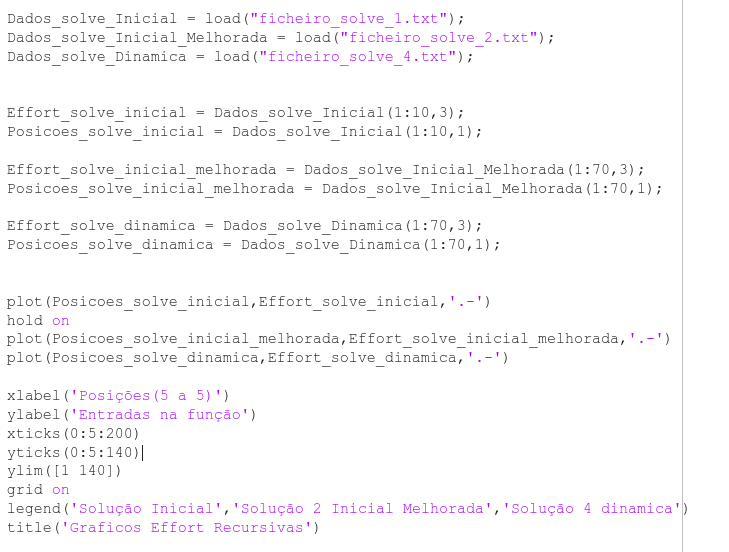 Dados_solve_Inicial = load("ficheiro_solve_1.txt");
Dados_solve_Inicial_Melhorada = load("ficheiro_solve_2.txt");
Dados_solve_Dinamica = load("ficheiro_solve_4.txt");
Effort_solve_inicial = Dados_solve_Inicial(1:10,3);
Posicoes_solve_inicial = Dados_solve_Inicial(1:10,1);
Effort_solve_inicial_melhorada = Dados_solve_Inicial_Melhorada(1:70,3);
Posicoes_solve_inicial_melhorada = Dados_solve_Inicial_Melhorada(1:70,1);
Effort_solve_dinamica = Dados_solve_Dinamica(1:70,3);
Posicoes_solve_dinamica = Dados_solve_Dinamica(1:70,1);
plot(Posicoes_solve_inicial,Effort_solve_inicial,'.-')
hold on
plot(Posicoes_solve_inicial_melhorada,Effort_solve_inicial_melhorada,'.-')
plot(Posicoes_solve_dinamica,Effort_solve_dinamica,'.-')
xlabel('Posições(5 a 5)')
ylabel('Entradas na função')
xticks(0:5:200)
yticks(0:5:140)
ylim([1 140])
grid on
legend('Solução Inicial','Solução 2 Inicial Melhorada','Solução 4 dinamica')
title('Graficos Effort Recursivas')